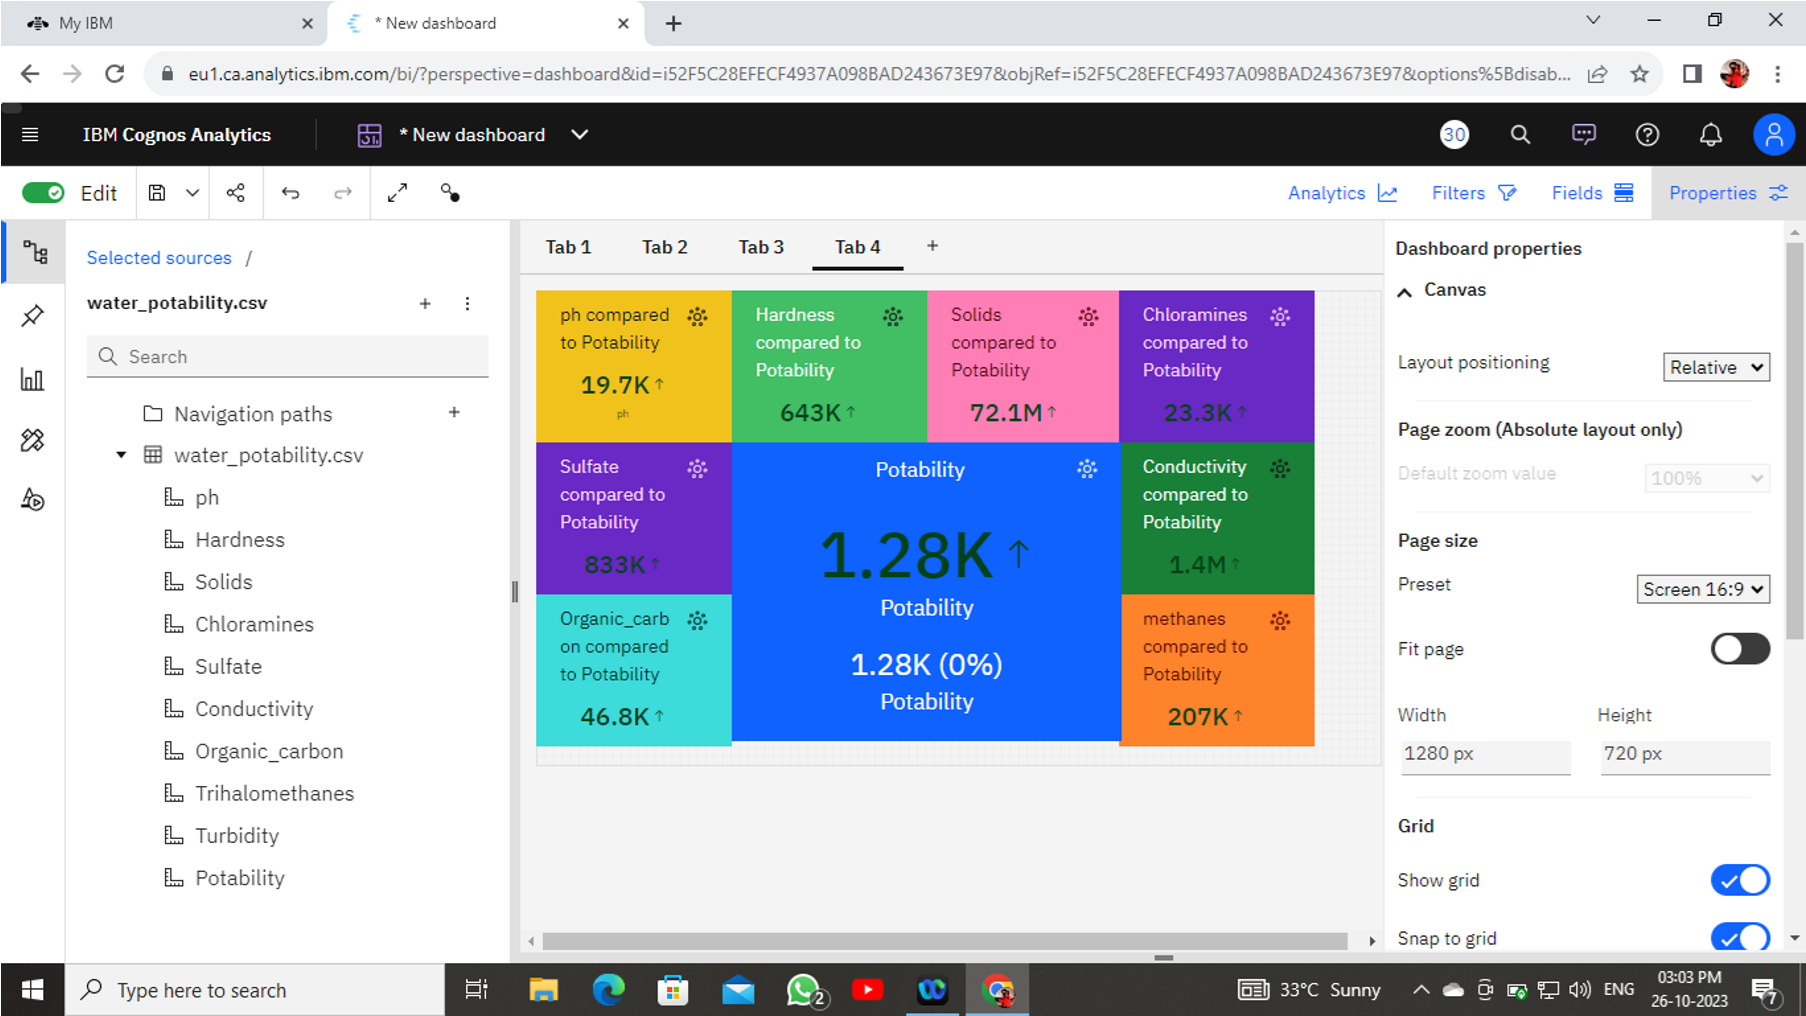 My IBM
* New dashboard
eu1.ca.analytics.ibm.com/bi/?perspective=dashboard&id=i52F5C28EFECF4937A098BAD243673E97&objRef=i52F5C28EFECF4937A098BAD243673E97&options%5Bdisab...
IBM Cognos Analytics
* New dashboard
30
Edit
Analytics
Filters
Fields
Properties
Selected sources /
water_potability.csv
Search
Navigation paths
water_potability.csv
ph
Hardness
Solids
Chloramines
Sulfate
Conductivity
Organic_carbon
Trihalomethanes
Turbidity
Potability
Tab 1
Tab 2
Tab 3
Tab 4
ph compared
to Potability
19.7K
ph
Hardness
compared to
Potability
643K
Solids
compared to
Potability
72.1M
Chloramines
compared to
Potability
23.3K
Sulfate
compared to
Potability
833K
Potability
1.28K
Potability
1.28K (0%)
Potability
Conductivity
compared to
Potability
1.4M
Organic_carb
on compared
to Potability
46.8K
methanes
compared to
Potability
207K
Dashboard properties
Canvas
Layout positioning
Relative
Page zoom (Absolute layout only)
Default zoom value
100%
Page size
Preset
Screen 16:9
Fit page
Width
Height
1280 px
720 px
Grid
Show grid
Snap to grid
Type here to search
2
33°C Sunny
ENG
03:03 PM
26-10-2023
7